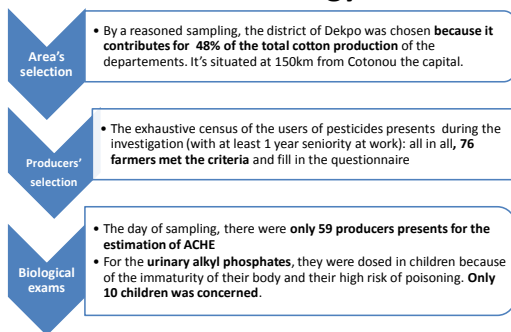 • By a reasoned sampling, the district of Dekpo was chosen because it
contributes for 48% of the total cotton production of the
departements. It's situated at 150km from Cotonou the capital.
Area's
selection
• The exhaustive census of the users of pesticides presents during the
investigation (with at least 1 year seniority at work): all in all, 76
farmers met the criteria and fill in the questionnaire
Producers'
selection
• The day of sampling, there were only 59 producers presents for the
estimation of ACHE
• For the urinary alkyl phosphates, they were dosed in children because
of the immaturity of their body and their high risk of poisoning. Only
10 children was concerned.
Biological
exams